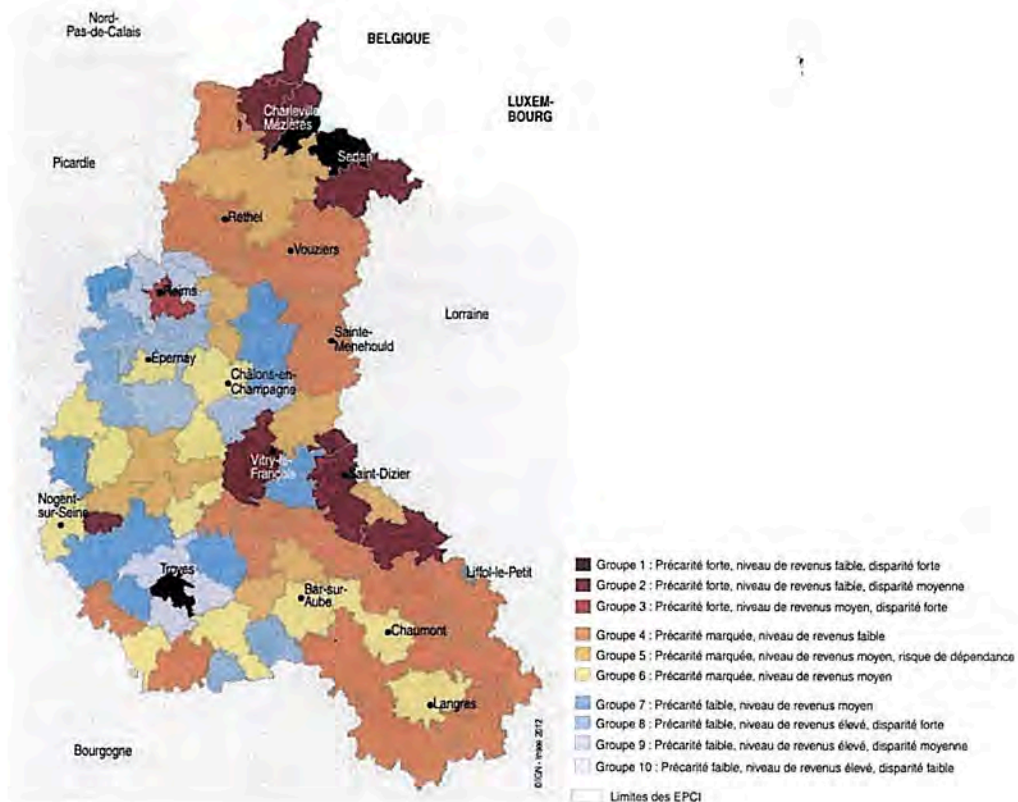 Nord-
Pas-de-Calais
BELGIQUE
LUXEM-
BOURG
Charleville
Mézières
Sedan
Picardie
Rethel
Vouziers
Reims
Lorraine
Sainte-
Menehould
Épernay
Châlons-en-
Champagne
Vitry-le-
François
Saint-Dizier
Nogent-
sur-Seine
Troyes
Liffol-le-Petit
Bar-sur-
Aube
Chaumont
Langres
Bourgogne
©IGN - Insee 2012
Groupe 1 : Précarité forte, niveau de revenus faible, disparité forte
Groupe 2 : Précarité forte, niveau de revenus faible, disparité moyenne
Groupe 3 : Précarité forte, niveau de revenus moyen, disparité forte
Groupe 4 : Précarité marquée, niveau de revenus faible
Groupe 5 : Précarité marquée, niveau de revenus moyen, risque de dépendance
Groupe 6 : Précarité marquée, niveau de revenus moyen
Groupe 7 : Précarité faible, niveau de revenus moyen
Groupe 8 : Précarité faible, niveau de revenus élevé, disparité forte
Groupe 9 : Précarité faible, niveau de revenus élevé, disparité moyenne
Groupe 10 : Précarité faible, niveau de revenus élevé, disparité faible
Limites des EPCI